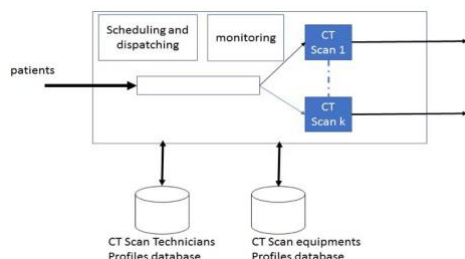 Scheduling and
dispatching
monitoring
CT
Scan 1
patients
CT
Scan k
CT Scan Technicians
Profiles database
CT Scan equipments
Profiles database